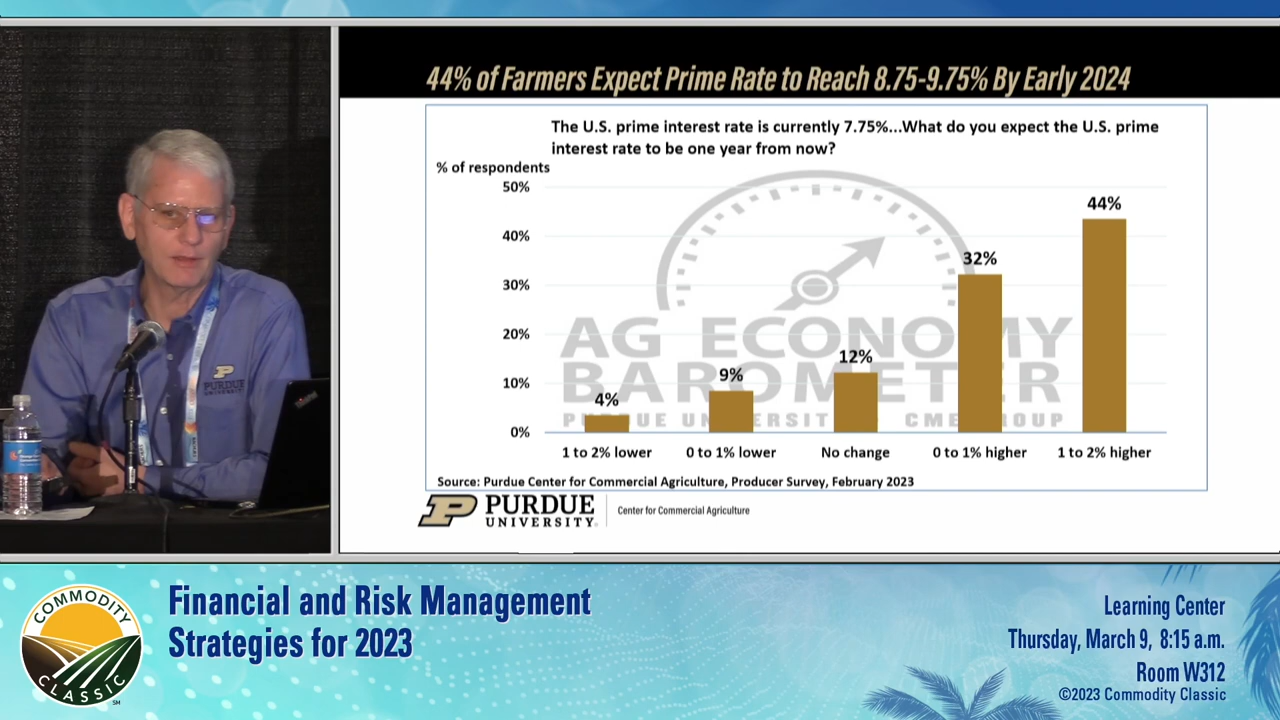 44% of Farmers Expect Prime Rate to Reach 8.75-9.75% By Early 2024
The U.S. prime interest rate is currently 7.75%...What do you expect the U.S. prime
interest rate to be one year from now?
% of respondents
50%
40%
30%
20%
10%
0%
4%
9%
12%
32%
44%
AG ECONOMY
BAROMETER
PURDUE UNIVERSITY CME GROUP
1 to 2% lower
0 to 1% lower
No change
0 to 1% higher
1 to 2% higher
Source: Purdue Center for Commercial Agriculture, Producer Survey, February 2023
P PURDUE
UNIVERSITY®
Center for Commercial Agriculture
P
PURDUE
UNIVERSITY
COMMODITY
CLASSIC
SM
Financial and Risk Management
Strategies for 2023
Learning Center
Thursday, March 9, 8:15 a.m.
Room W312
©2023 Commodity Classic